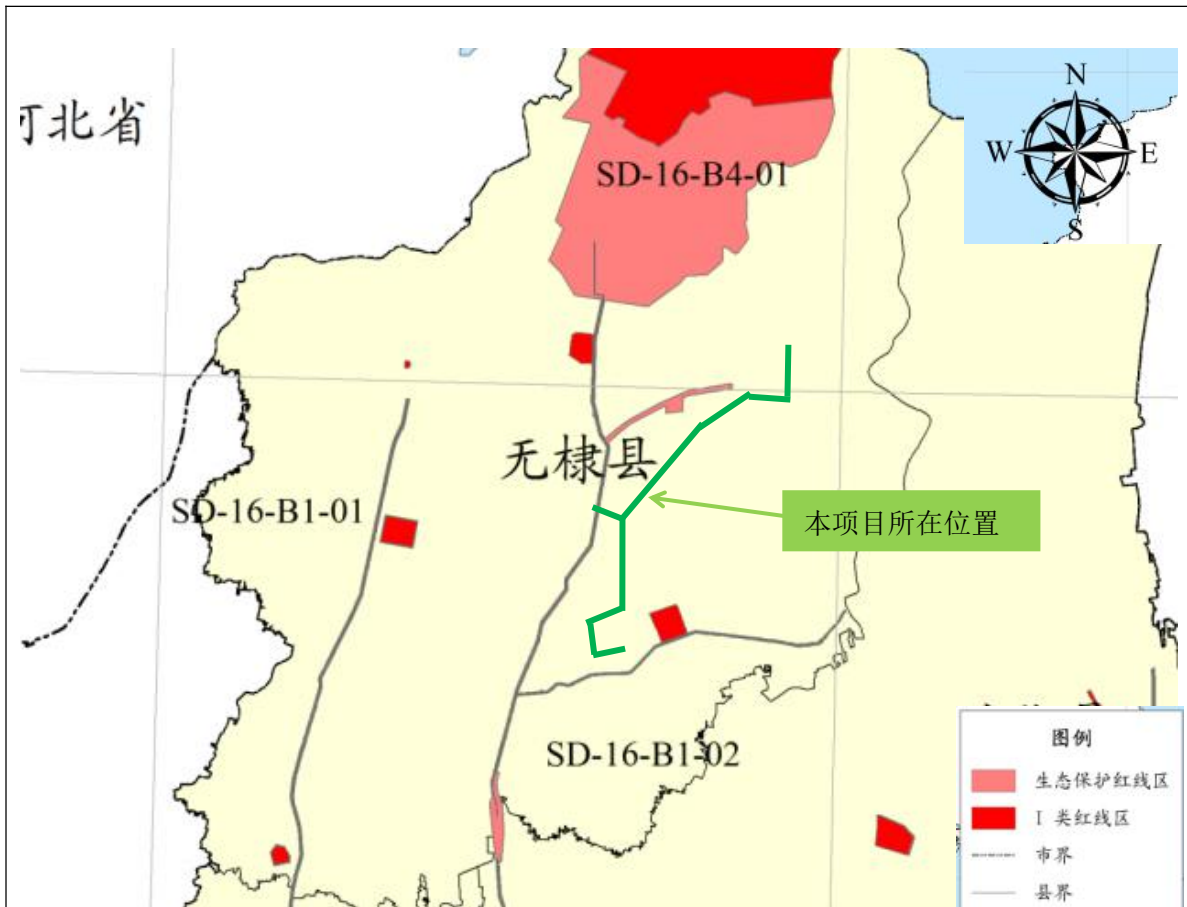 N
河北省
W
E
SD-16-B4-01
S
无棣县
SD-16-B1-01
本项目所在位置
SD-16-B1-02
图例
生态保护红线区
I 类红线区
市界
县界